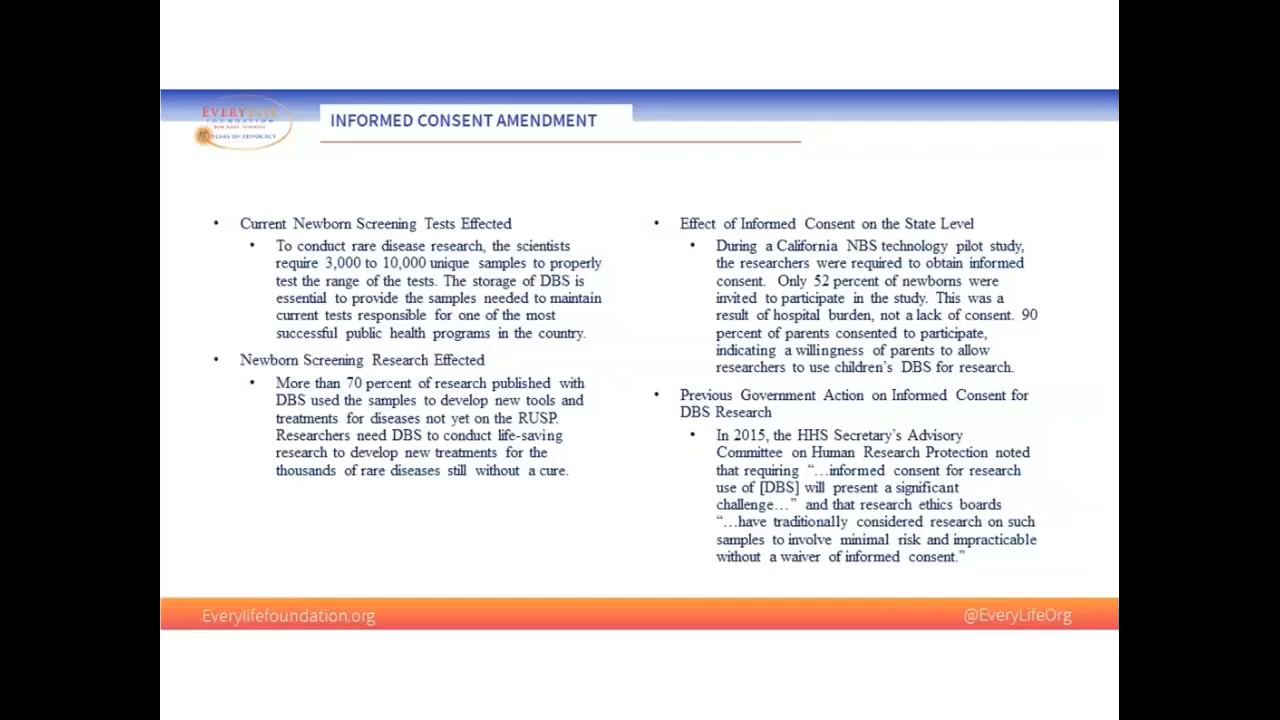 EVERYLIFE
FOUNDATION
YEARS OF ADVOCACY
INFORMED CONSENT AMENDMENT
• Current Newborn Screening Tests Effected
• To conduct rare disease research, the scientists
require 3,000 to 10,000 unique samples to properly
test the range of the tests. The storage of DBS is
essential to provide the samples needed to maintain
current tests responsible for one of the most
successful public health programs in the country.
• Newborn Screening Research Effected
• More than 70 percent of research published with
DBS used the samples to develop new tools and
treatments for diseases not yet on the RUSP.
Researchers need DBS to conduct life-saving
research to develop new treatments for the
thousands of rare diseases still without a cure.
• Effect of Informed Consent on the State Level
• During a California NBS technology pilot study,
the researchers were required to obtain informed
consent. Only 52 percent of newborns were
invited to participate in the study. This was a
result of hospital burden, not a lack of consent. 90
percent of parents consented to participate,
indicating a willingness of parents to allow
researchers to use children’s DBS for research.
• Previous Government Action on Informed Consent for
DBS Research
• In 2015, the HHS Secretary’s Advisory
Committee on Human Research Protection noted
that requiring “…informed consent for research
use of [DBS] will present a significant
challenge…” and that research ethics boards
“…have traditionally considered research on such
samples to involve minimal risk and impracticable
without a waiver of informed consent.”
Everylifefoundation.org
@EveryLifeOrg